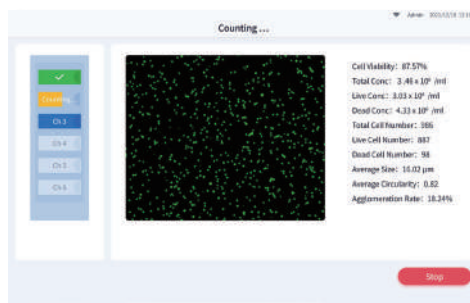 Admin
Counting ...
Counting...
Ch 3
Ch 4
Ch 5
Ch 6
Cell Viability: 87.57%
Total Conc: 3.46 x 10⁶ /ml
Live Conc: 3.03 x 10⁶ /ml
Dead Conc: 4.33 x 10⁶ /ml
Total Cell Number: 986
Live Cell Number: 887
Dead Cell Number: 98
Average Size: 16.02 μm
Average Circularity: 0.82
Agglomeration Rate: 18.24%
Stop